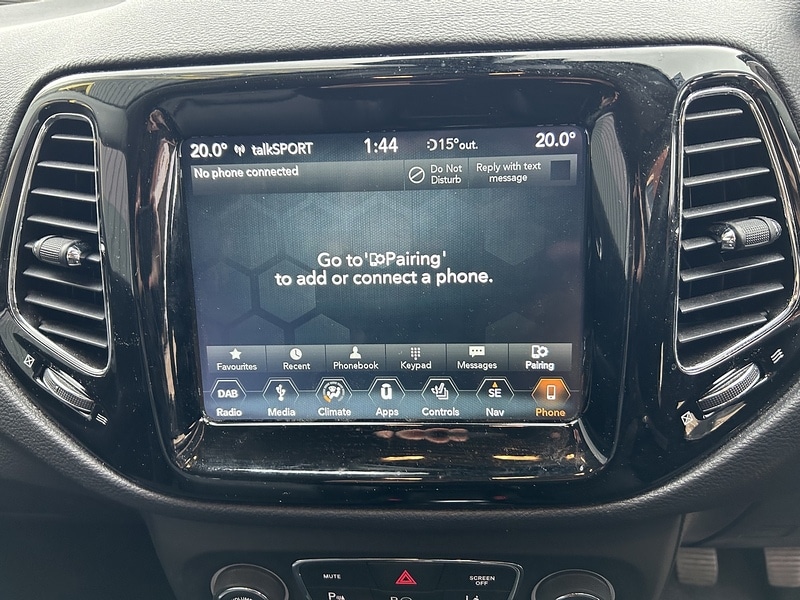 20.0° talkSPORT 1:44 15°out. 20.0°
No phone connected
Do Not
Disturb
Reply with text
message
Go to 'Pairing'
to add or connect a phone.
Favourites Recent Phonebook Keypad Messages Pairing
DAB SE
Radio Media Climate Apps Controls Nav Phone
MUTE
SCREEN
OFF